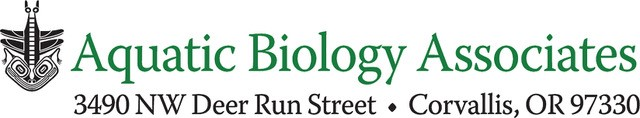 Aquatic Biology Associates
3490 NW Deer Run Street ⬥ Corvallis, OR 97330